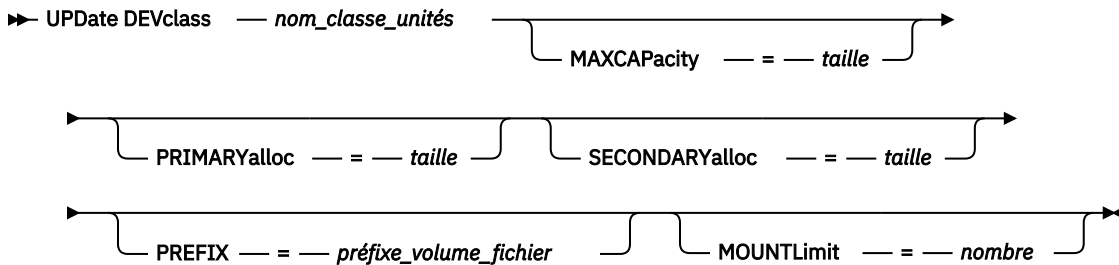 UPDate DEVclass — nom_classe_unités
MAXCAPacity — = — taille
PRIMARYalloc — = — taille SECONDARYalloc — = — taille
PREFIX — = — préfixe_volume_fichier MOUNTLimit — = — nombre